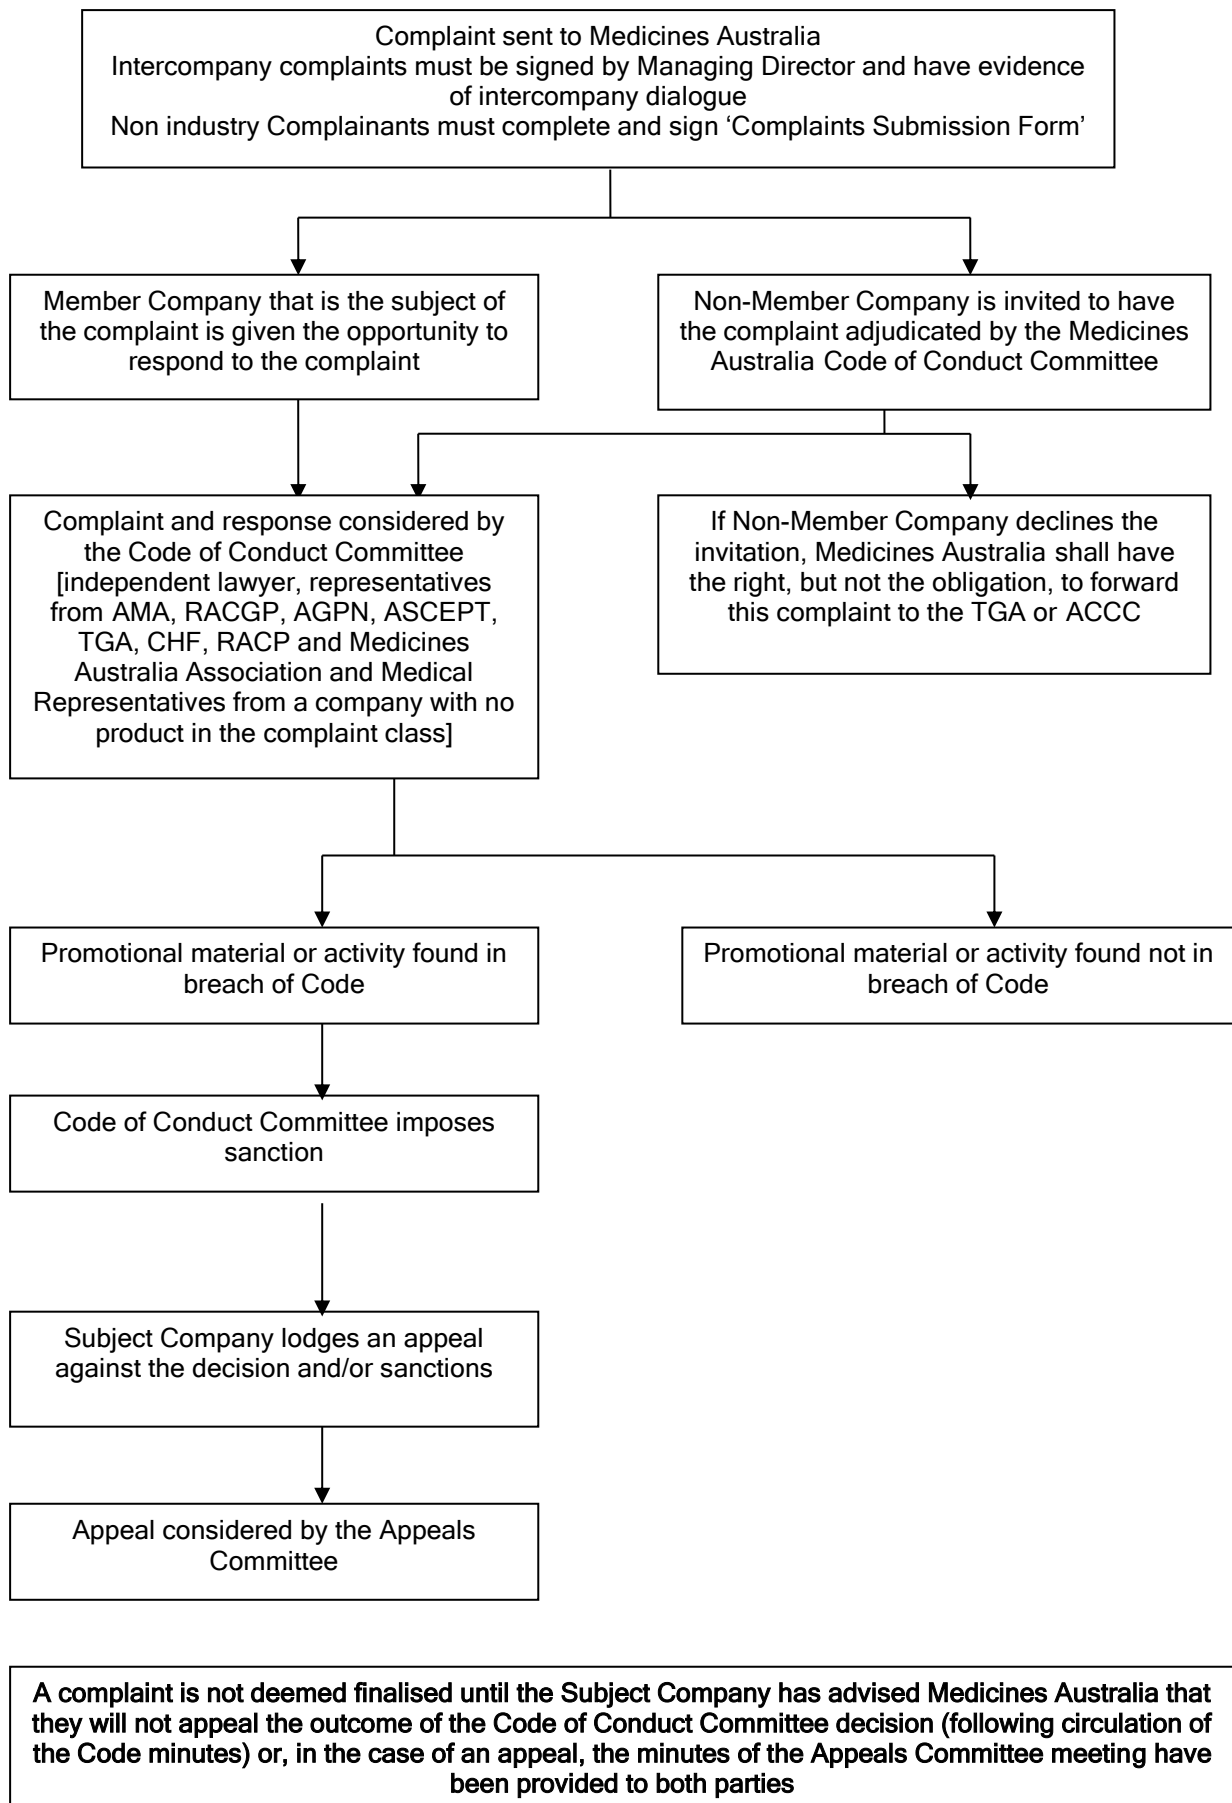 Complaint sent to Medicines Australia
Intercompany complaints must be signed by Managing Director and have evidence
of intercompany dialogue
Non industry Complainants must complete and sign ‘Complaints Submission Form’
Member Company that is the subject of
the complaint is given the opportunity to
respond to the complaint
Non-Member Company is invited to have
the complaint adjudicated by the Medicines
Australia Code of Conduct Committee
Complaint and response considered by
the Code of Conduct Committee
[independent lawyer, representatives
from AMA, RACGP, AGPN, ASCEPT,
TGA, CHF, RACP and Medicines
Australia Association and Medical
Representatives from a company with no
product in the complaint class]
If Non-Member Company declines the
invitation, Medicines Australia shall have
the right, but not the obligation, to forward
this complaint to the TGA or ACCC
Promotional material or activity found in
breach of Code
Promotional material or activity found not in
breach of Code
Code of Conduct Committee imposes
sanction
Subject Company lodges an appeal
against the decision and/or sanctions
Appeal considered by the Appeals
Committee
A complaint is not deemed finalised until the Subject Company has advised Medicines Australia that
they will not appeal the outcome of the Code of Conduct Committee decision (following circulation of
the Code minutes) or, in the case of an appeal, the minutes of the Appeals Committee meeting have
been provided to both parties